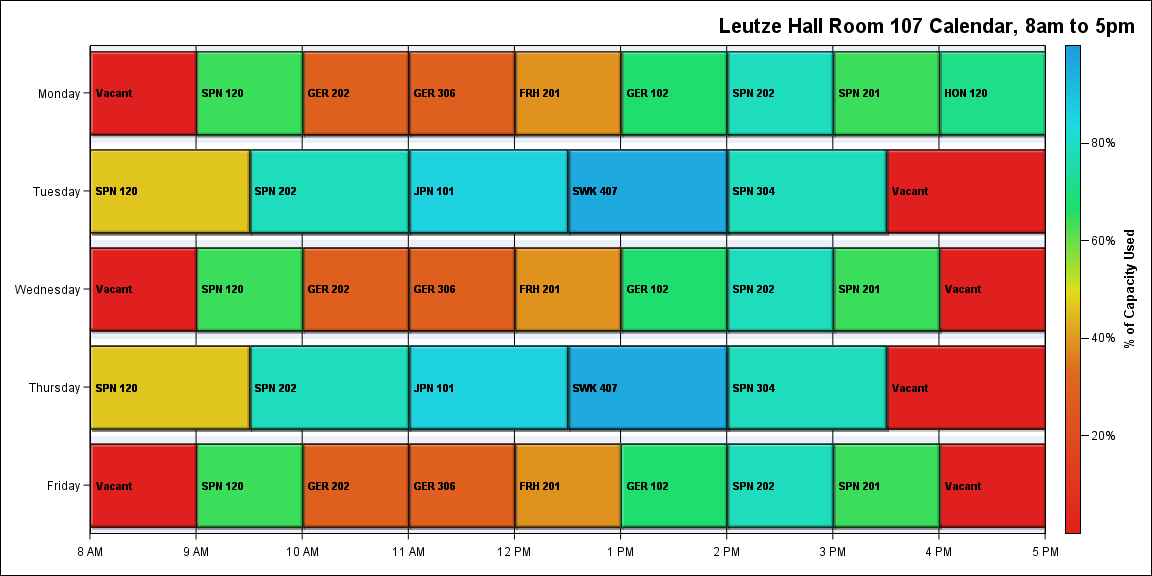 Leutze Hall Room 107 Calendar, 8am to 5pm
Monday
Vacant
SPN 120
GER 202
GER 306
FRH 201
GER 102
SPN 202
SPN 201
HON 120
Tuesday
SPN 120
SPN 202
JPN 101
SWK 407
SPN 304
Vacant
Wednesday
Vacant
SPN 120
GER 202
GER 306
FRH 201
GER 102
SPN 202
SPN 201
Vacant
Thursday
SPN 120
SPN 202
JPN 101
SWK 407
SPN 304
Vacant
Friday
Vacant
SPN 120
GER 202
GER 306
FRH 201
GER 102
SPN 202
SPN 201
Vacant
8 AM
9 AM
10 AM
11 AM
12 PM
1 PM
2 PM
3 PM
4 PM
5 PM
80%
60%
40%
20%
% of Capacity Used